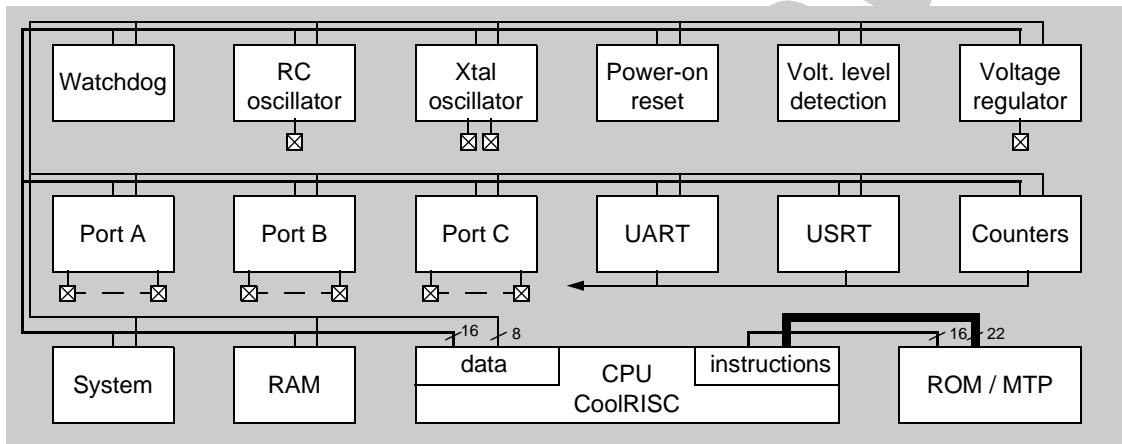 Watchdog
RC
oscillator
Xtal
oscillator
Power-on
reset
Volt. level
detection
Voltage
regulator
Port A
Port B
Port C
UART
USRT
Counters
16
8
16
22
System
RAM
data
CPU
CoolRISC
instructions
ROM / MTP